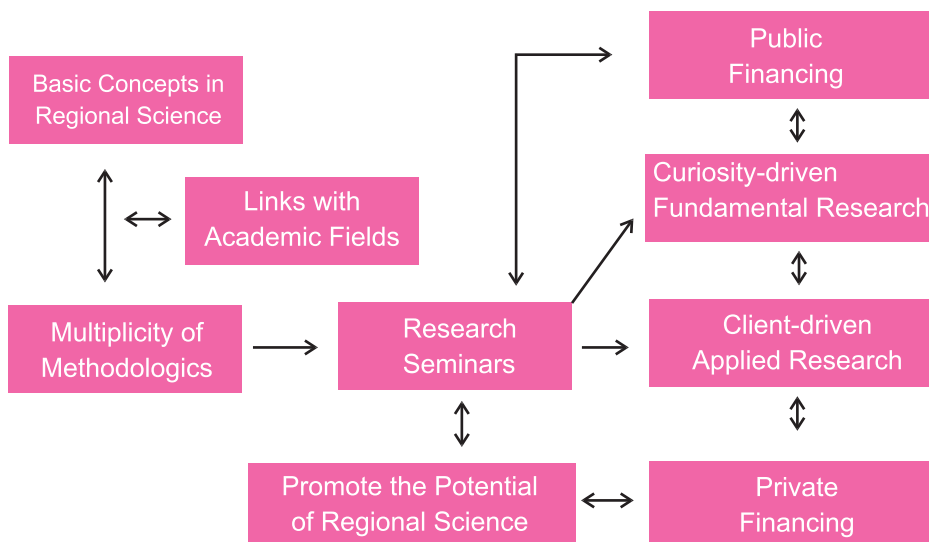 Public
Financing
Basic Concepts in
Regional Science
Curiosity-driven
Fundamental Research
Links with
Academic Fields
Multiplicity of
Methodologics
Research
Seminars
Client-driven
Applied Research
Promote the Potential
of Regional Science
Private
Financing